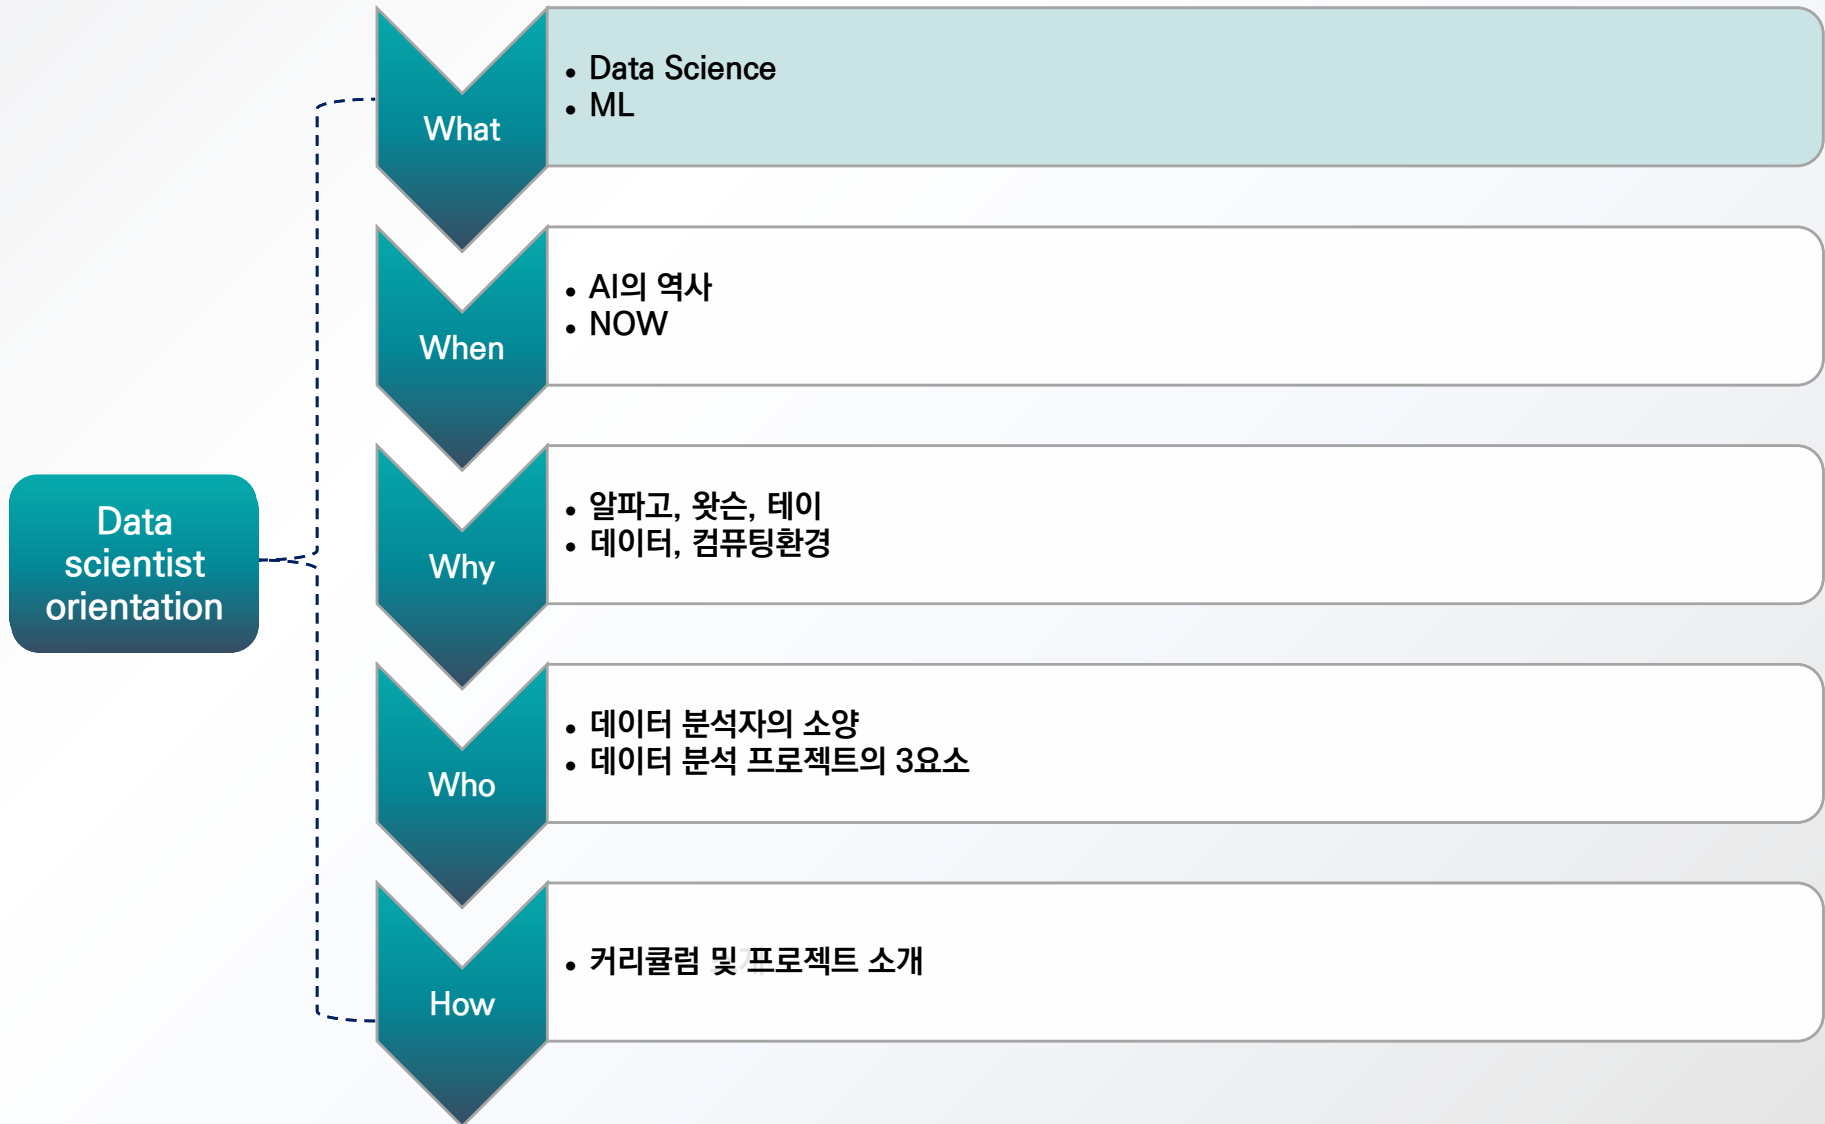 Data
scientist
orientation
What
• Data Science
• ML
When
• AI의 역사
• NOW
Why
• 알파고, 왓슨, 테이
• 데이터, 컴퓨팅환경
Who
• 데이터 분석자의 소양
• 데이터 분석 프로젝트의 3요소
How
• 커리큘럼 및 프로젝트 소개